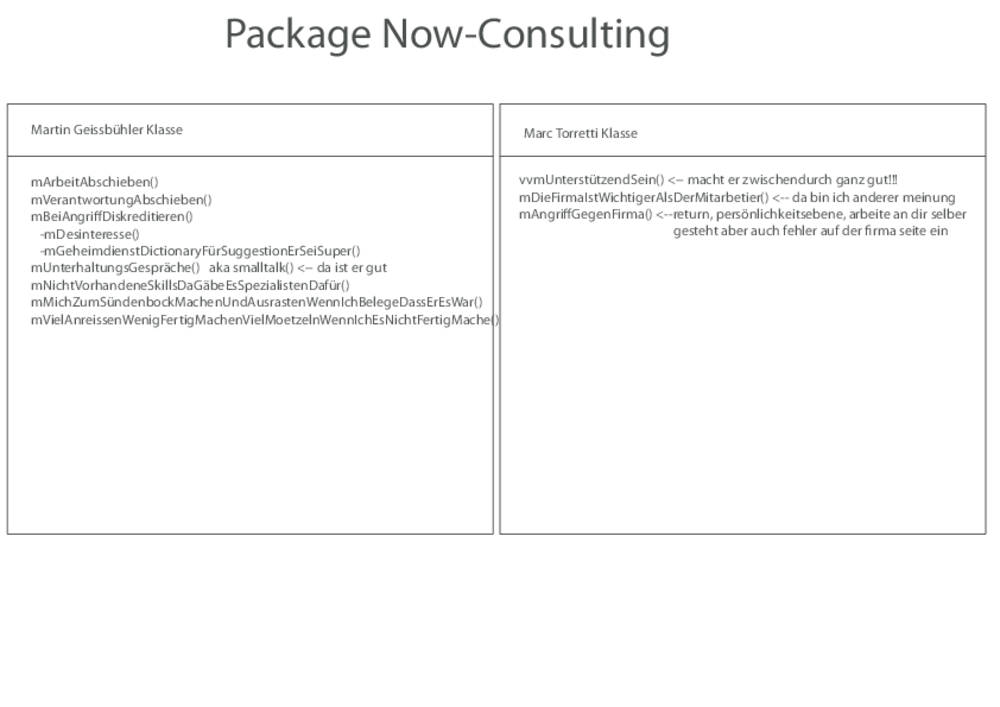 Package Now-Consulting
Martin Geissbühler Klasse
mArbeitAbschieben()
mVerantwortungAbschieben()
mBeiAngriffDiskreditieren()
-mDesinteresse()
-mGeheimdienstDictionaryFürSuggestionErSeiSuper()
mUnterhaltungsGespräche() aka smalltalk() <-- da ist er gut
mNichtVorhandeneSkillsDaGäbeEsSpezialistenDafür()
mMichZumSündenbockMachenUndAusrastenWennIchBelegeDassErEsWar()
mVielAnreissenWenigFertigMachenVielMoetzelnWennIchEsNichtFertigMache()
Marc Torretti Klasse
vvmUnterstützendSein() <-- macht er zwischendurch ganz gut!!!
mDieFirmaIstWichtigerAlsDerMitarbetier() <-- da bin ich anderer meinung
mAngriffGegenFirma() <--return, persönlichkeitsebene, arbeite an dir selber
gesteht aber auch fehler auf der firma seite ein